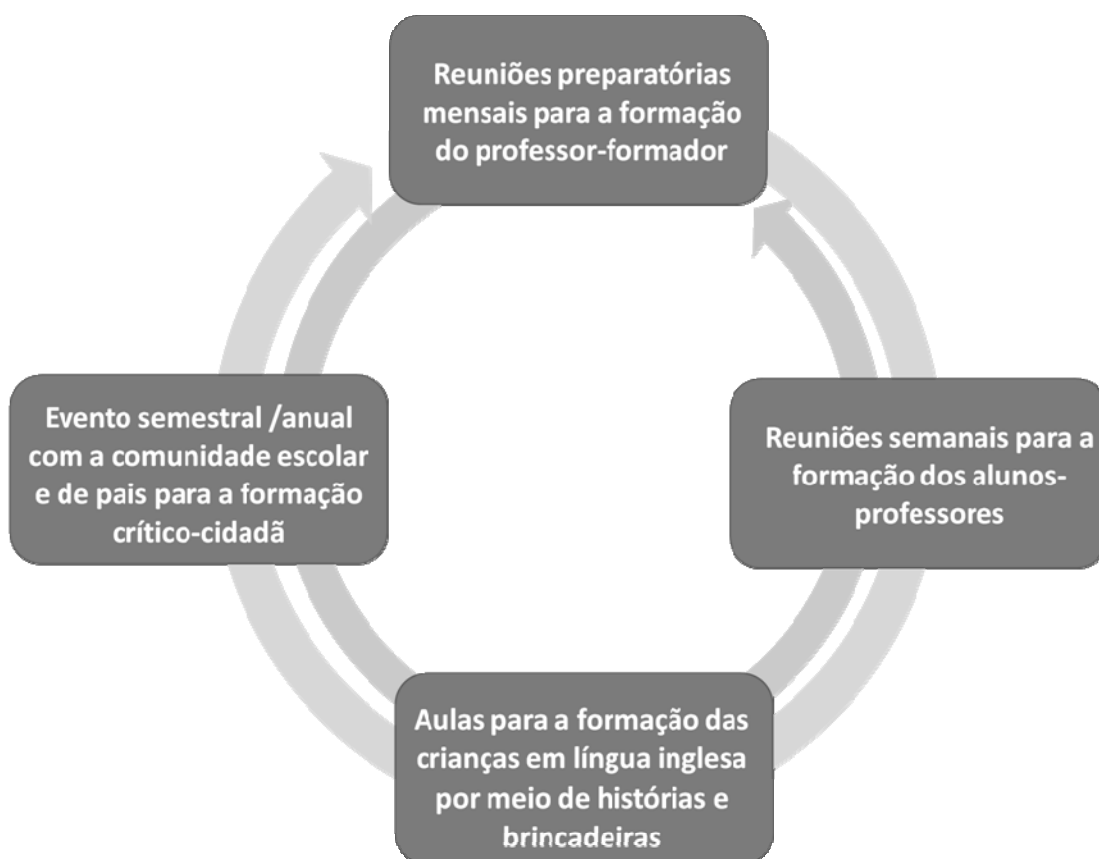 Reuniões preparatórias
mensais para a formação
do professor-formador
Evento semestral /anual
com a comunidade escolar
e de pais para a formação
crítico-cidadã
Reuniões semanais para a
formação dos alunos-
professores
Aulas para a formação das
crianças em língua inglesa
por meio de histórias e
brincadeiras